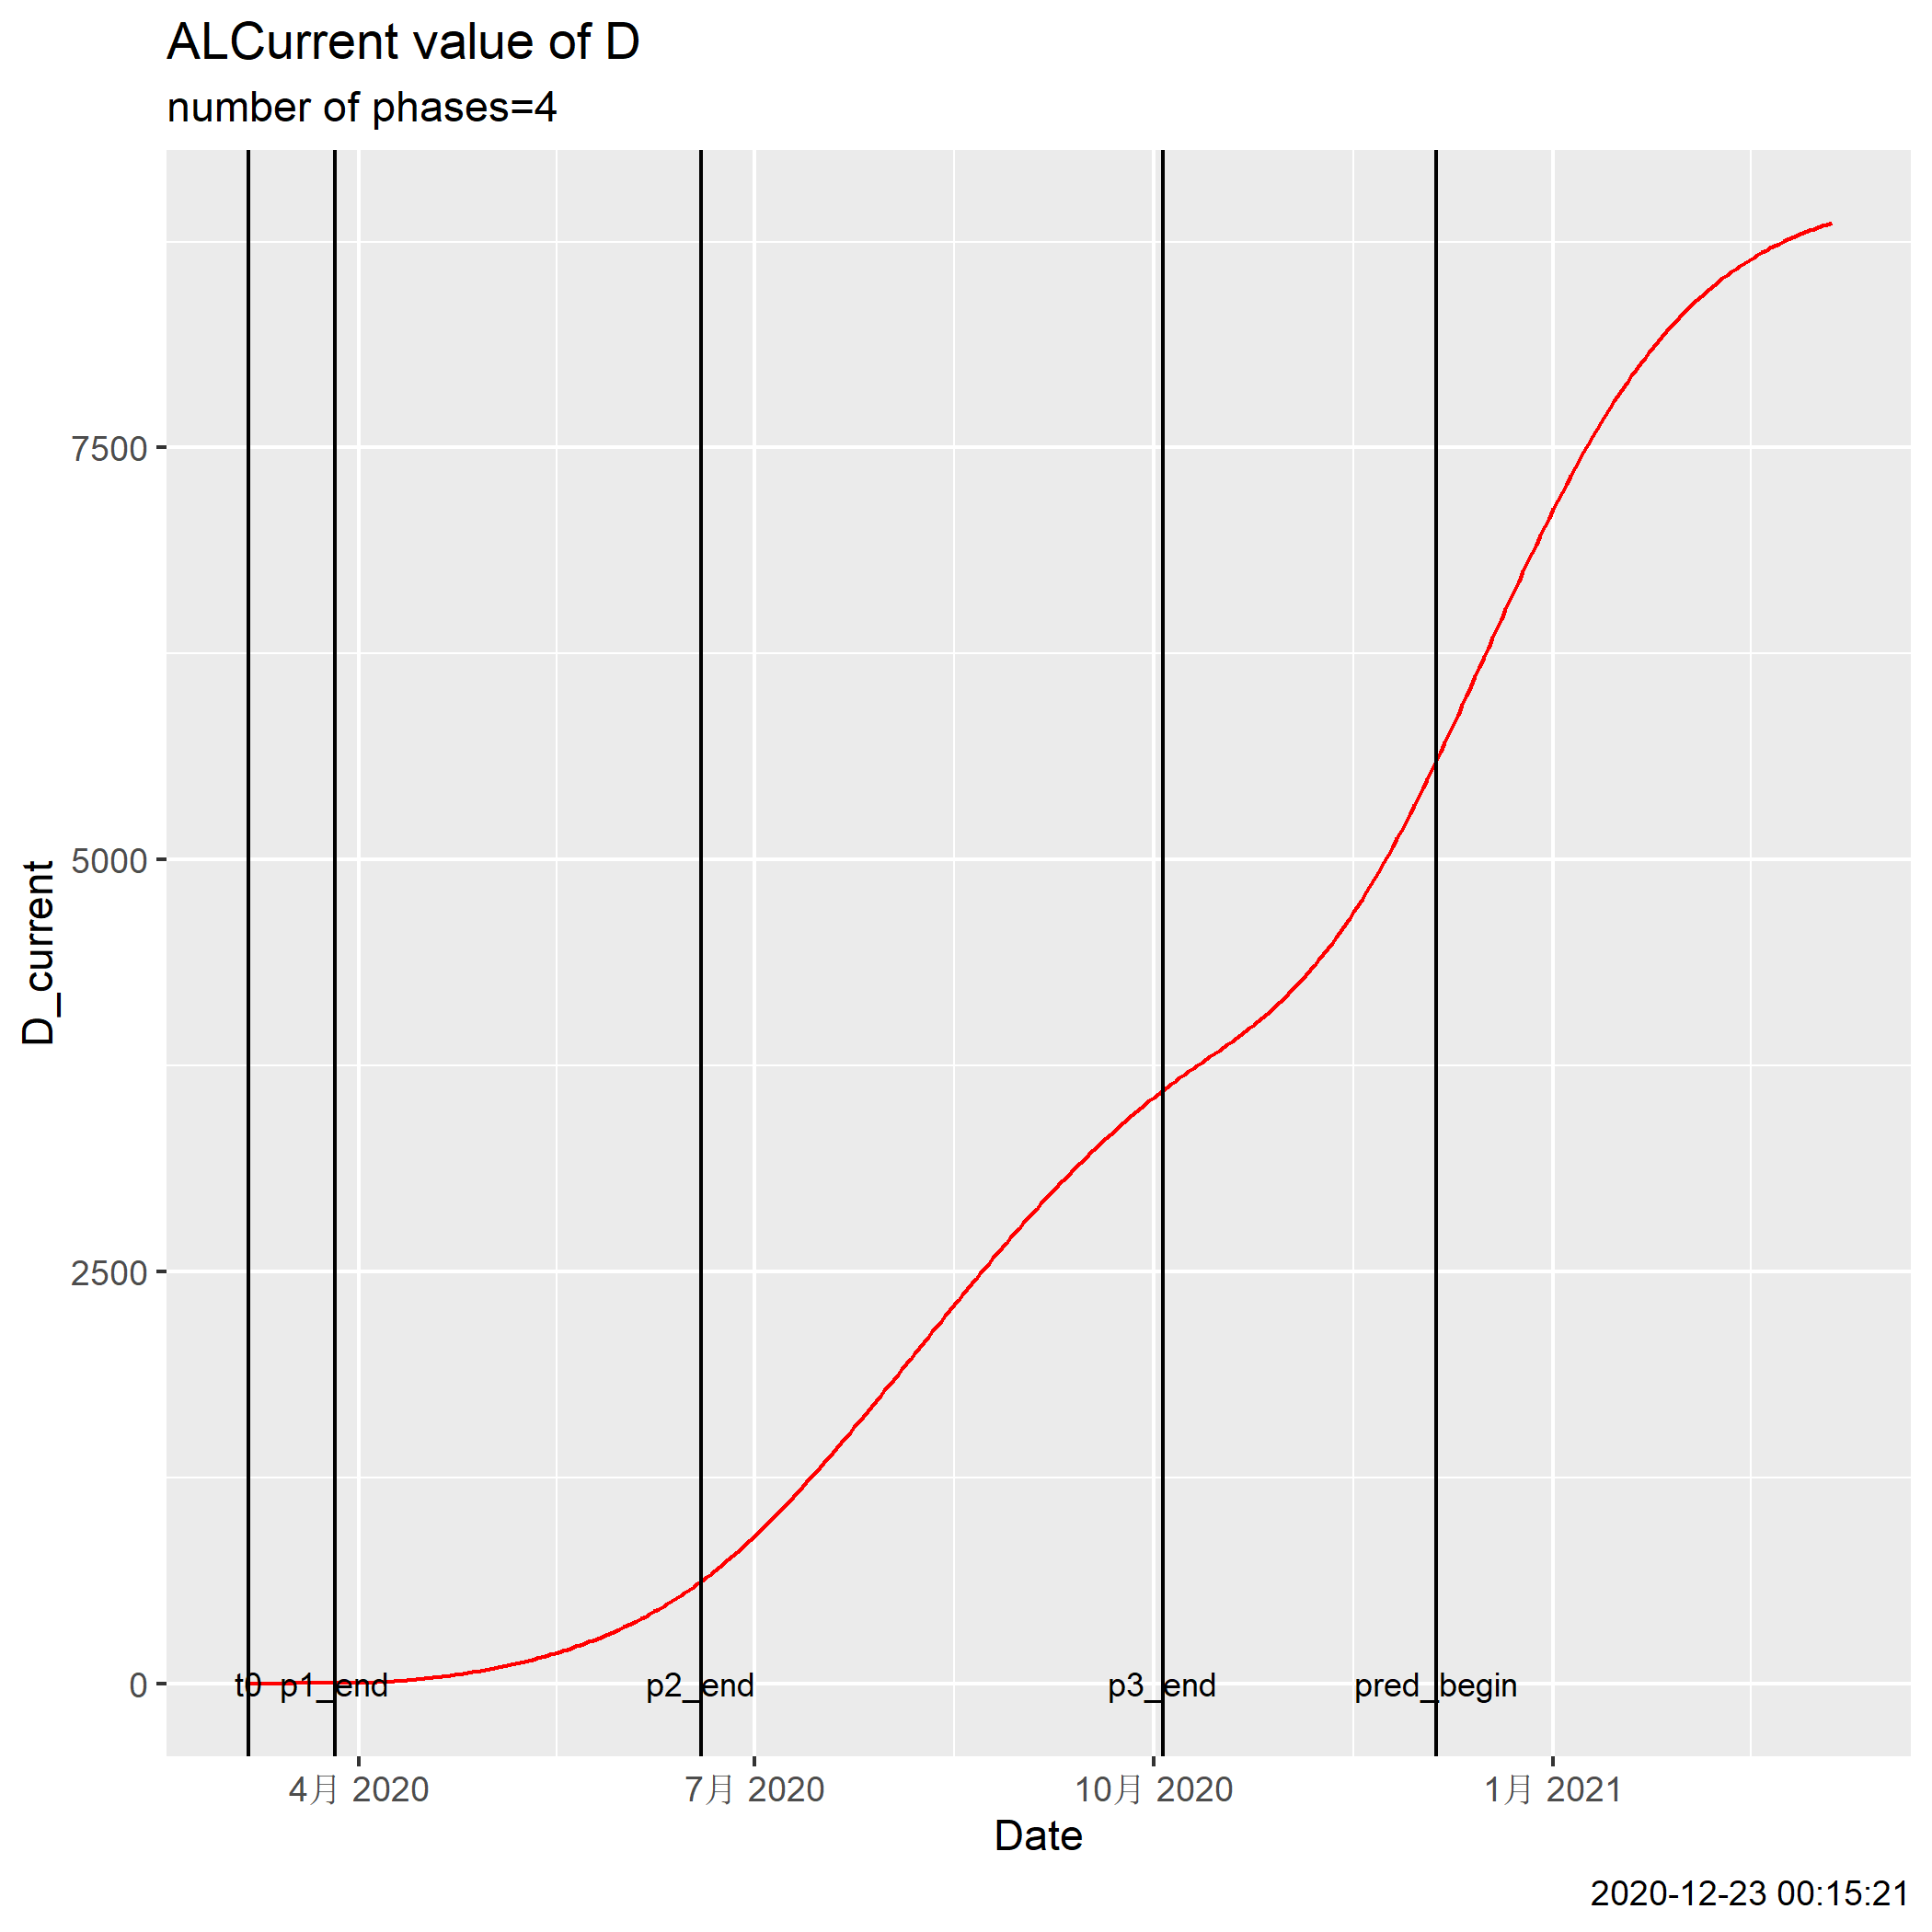 ALCurrent value of D
number of phases=4
D_current
7500
5000
2500
0
t0 p1_end p2_end p3_end pred_begin
4月 2020 7月 2020 10月 2020 1月 2021
Date
2020-12-23 00:15:21